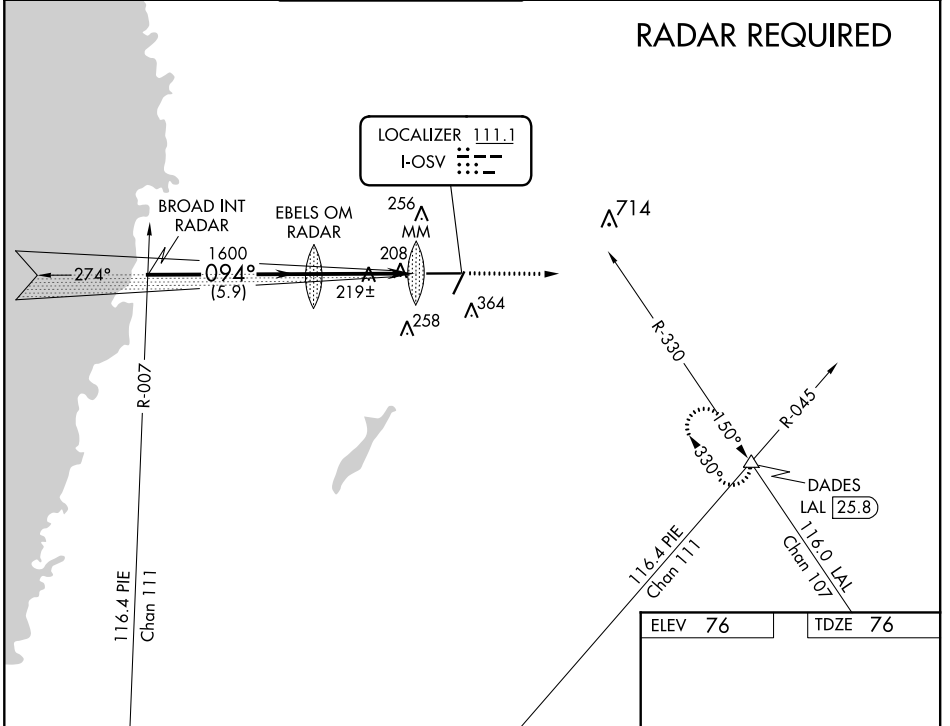 RADAR REQUIRED
LOCALIZER 111.1
I-OSV
BROAD INT
RADAR
EBELS OM
RADAR
256
MM
714
1600
208
274°
094°
(5.9)
219±
364
258
R-007
R-330
R-045
150°
330°
DADES
LAL 25.8
116.4 PIE
Chan 111
116.4 PIE
Chan 111
116.0 LAL
Chan 107
ELEV 76
TDZE 76